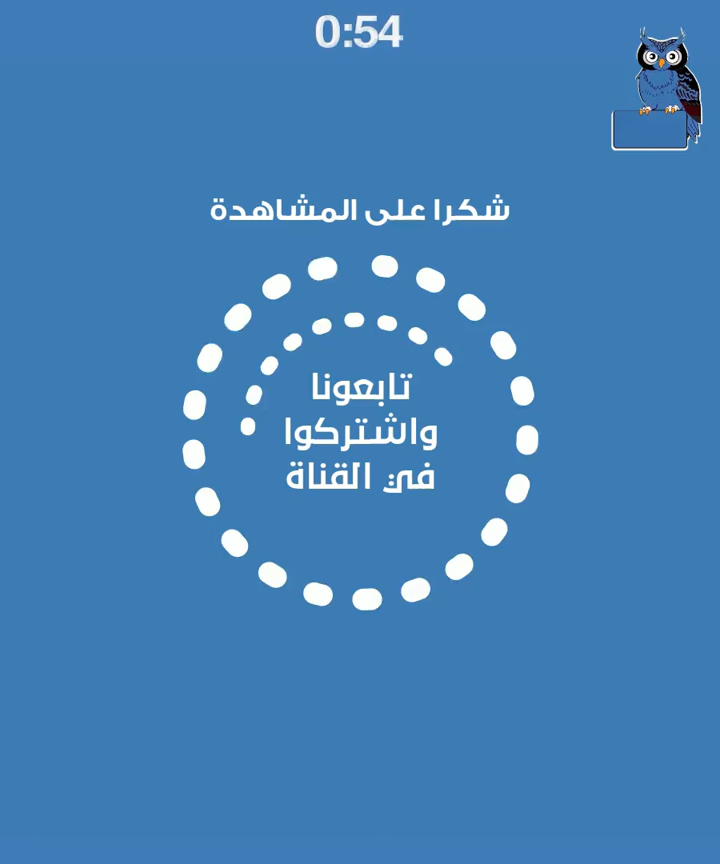 0:54
شكرا على المشاهدة
تابعونا
واشتركوا
في القناة